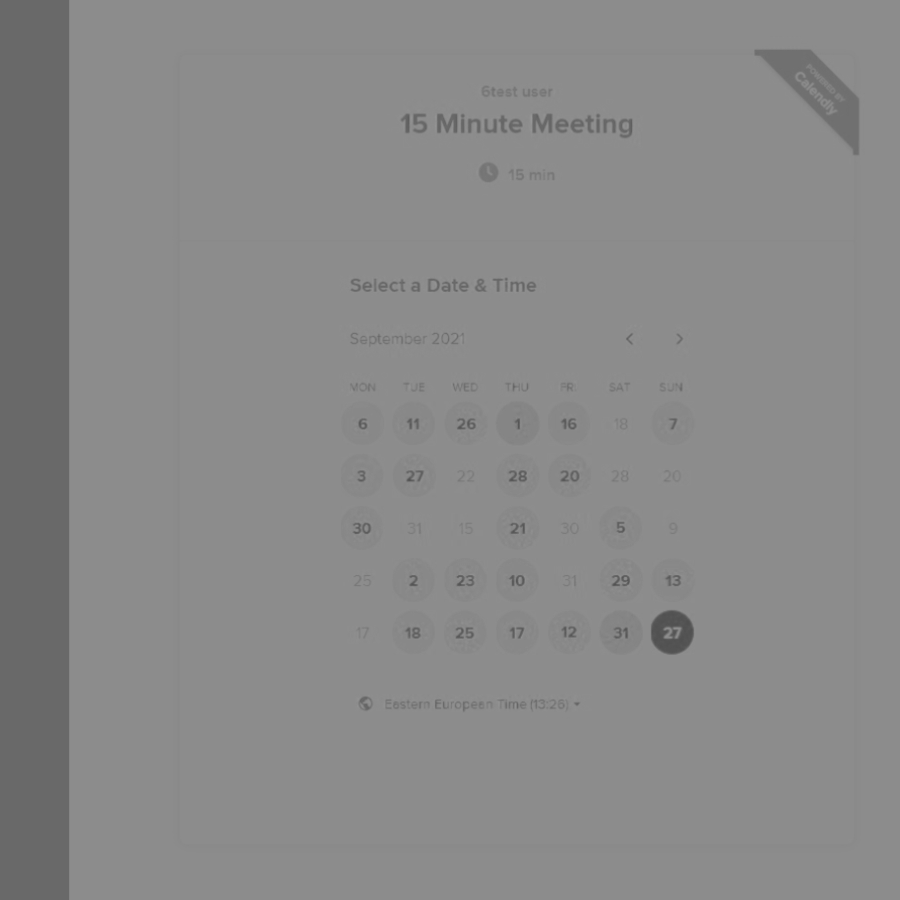 POWERED BY
Calendly
6test user
15 Minute Meeting
15 min
Select a Date & Time
September 2021
MON TUE WED THU FRI SAT SUN
6 11 26 1 16 18 7
3 27 22 28 20 28 20
30 31 15 21 30 5 9
25 2 23 10 31 29 13
17 18 25 17 12 31 27
Eastern European Time (13:26)